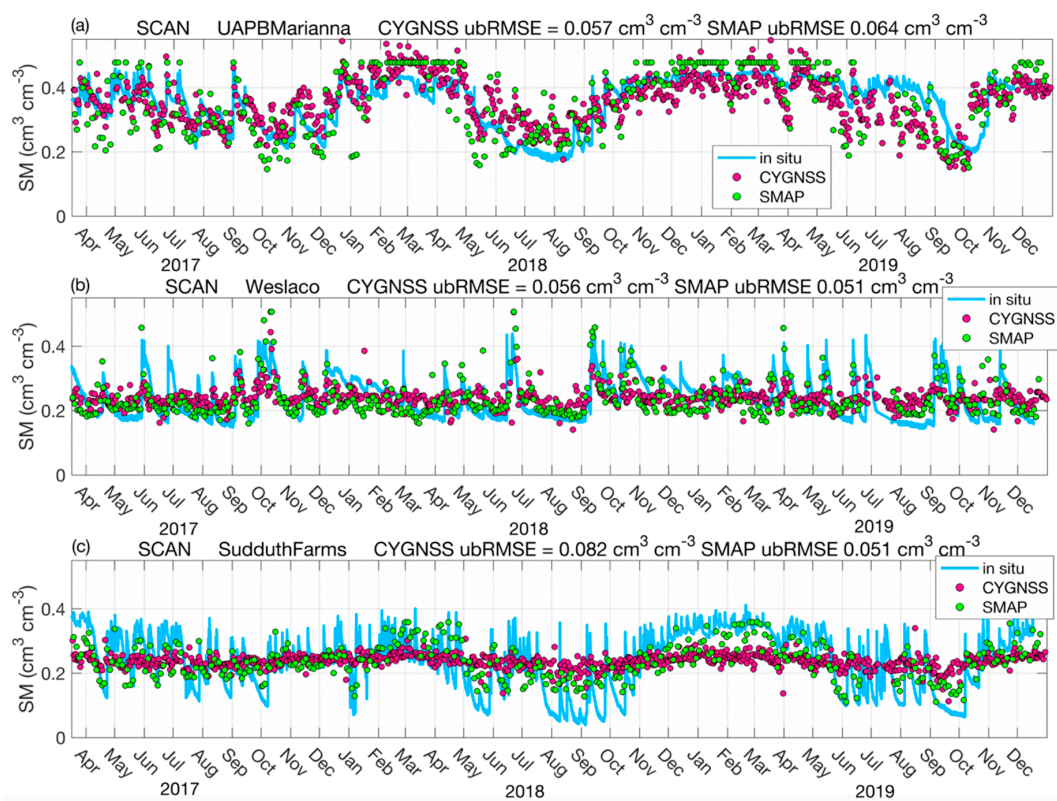 (a) SCAN UAPBMarianna CYGNSS ubRMSE = 0.057 cm³ cm⁻³ SMAP ubRMSE 0.064 cm³ cm⁻³
SM (cm³ cm⁻³)
0.4
0.2
0
in situ
CYGNSS
SMAP
Apr May Jun Jul Aug Sep Oct Nov Dec Jan Feb Mar Apr May Jun Jul Aug Sep Oct Nov Dec Jan Feb Mar Apr May Jun Jul Aug Sep Oct Nov Dec
2017 2018 2019
(b) SCAN Weslaco CYGNSS ubRMSE = 0.056 cm³ cm⁻³ SMAP ubRMSE 0.051 cm³ cm⁻³
SM (cm³ cm⁻³)
0.4
0.2
0
in situ
CYGNSS
SMAP
Apr May Jun Jul Aug Sep Oct Nov Dec Jan Feb Mar Apr May Jun Jul Aug Sep Oct Nov Dec Jan Feb Mar Apr May Jun Jul Aug Sep Oct Nov Dec
2017 2018 2019
(c) SCAN SudduthFarms CYGNSS ubRMSE = 0.082 cm³ cm⁻³ SMAP ubRMSE 0.051 cm³ cm⁻³
SM (cm³ cm⁻³)
0.4
0.2
0
in situ
CYGNSS
SMAP
Apr May Jun Jul Aug Sep Oct Nov Dec Jan Feb Mar Apr May Jun Jul Aug Sep Oct Nov Dec Jan Feb Mar Apr May Jun Jul Aug Sep Oct Nov Dec
2017 2018 2019